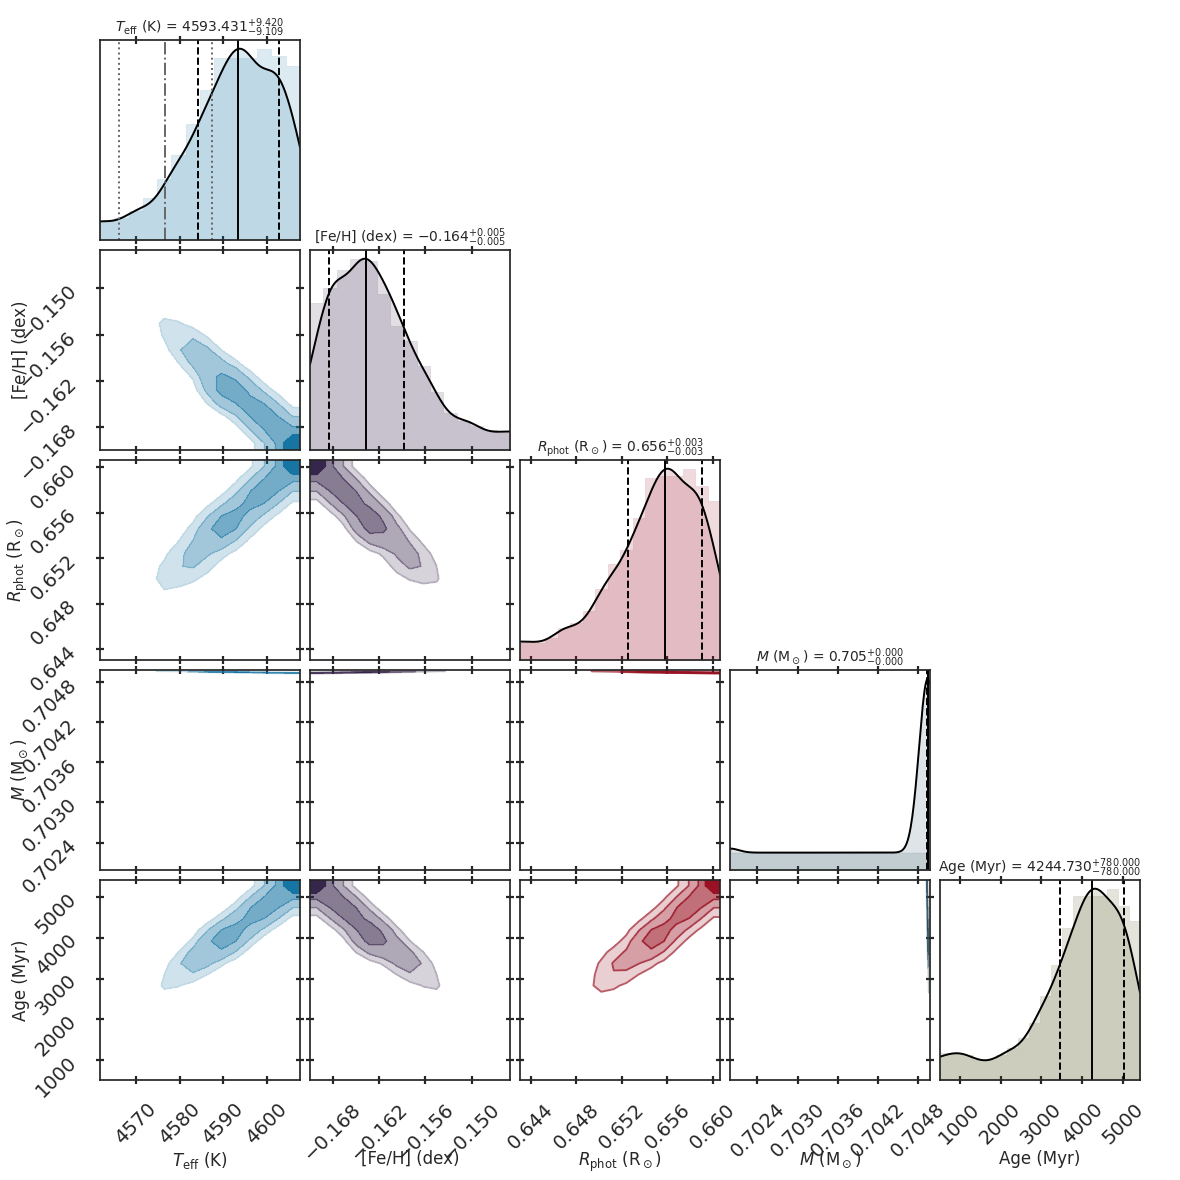 T_eff (K) = 4593.431 +9.420 −9.109
[Fe/H] (dex) = −0.164 +0.005 −0.005
R_phot (R⊙) = 0.656 +0.003 −0.003
M (M⊙) = 0.705 +0.000 −0.000
Age (Myr) = 4244.730 +780.000 −780.000
[Fe/H] (dex)
−0.150
−0.156
−0.162
−0.168
R_phot (R⊙)
0.660
0.656
0.652
0.648
0.644
M (M⊙)
0.7048
0.7042
0.7036
0.7030
0.7024
Age (Myr)
5000
4000
3000
2000
1000
4570 4580 4590 4600
−0.168 −0.162 −0.156 −0.150
0.644 0.648 0.652 0.656 0.660
0.7024 0.7030 0.7036 0.7042 0.7048
1000 2000 3000 4000 5000
T_eff (K)
[Fe/H] (dex)
R_phot (R⊙)
M (M⊙)
Age (Myr)